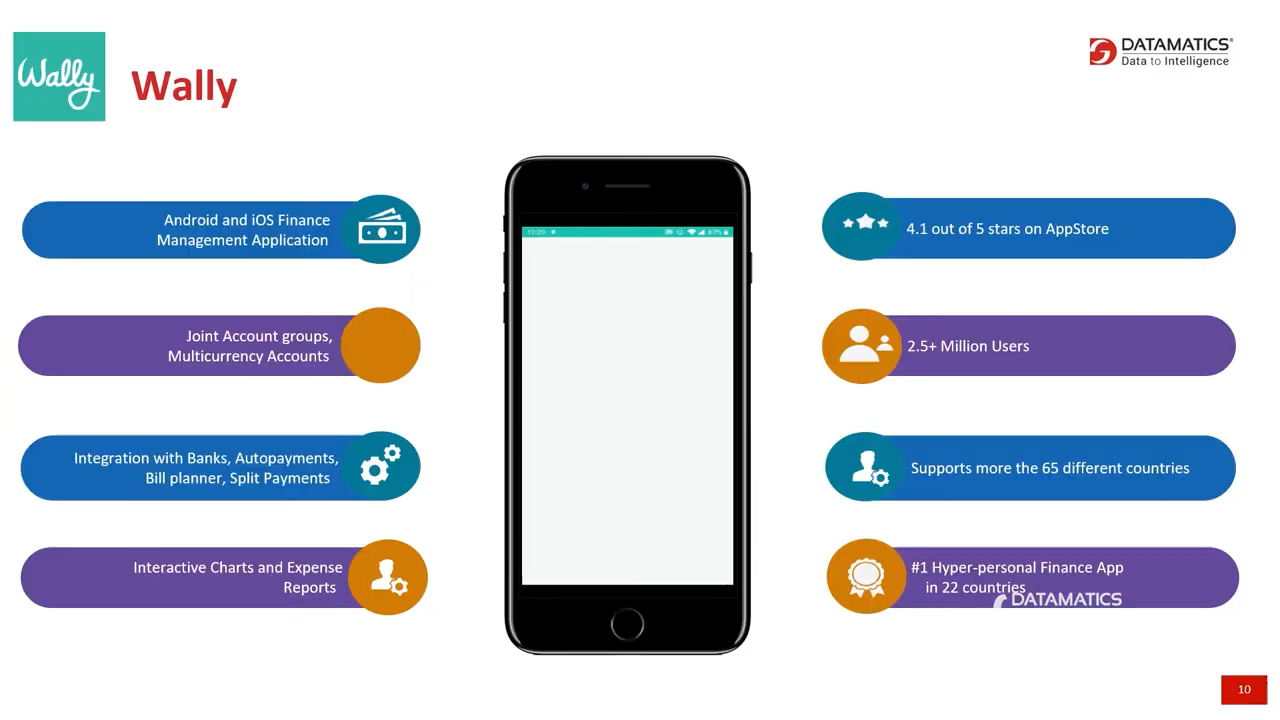 Wally
Wally
DATAMATICS®
Data to Intelligence
Android and iOS Finance
Management Application
Joint Account groups,
Multicurrency Accounts
Integration with Banks, Autopayments,
Bill planner, Split Payments
Interactive Charts and Expense
Reports
4.1 out of 5 stars on AppStore
2.5+ Million Users
Supports more the 65 different countries
#1 Hyper-personal Finance App
in 22 countries
DATAMATICS
10